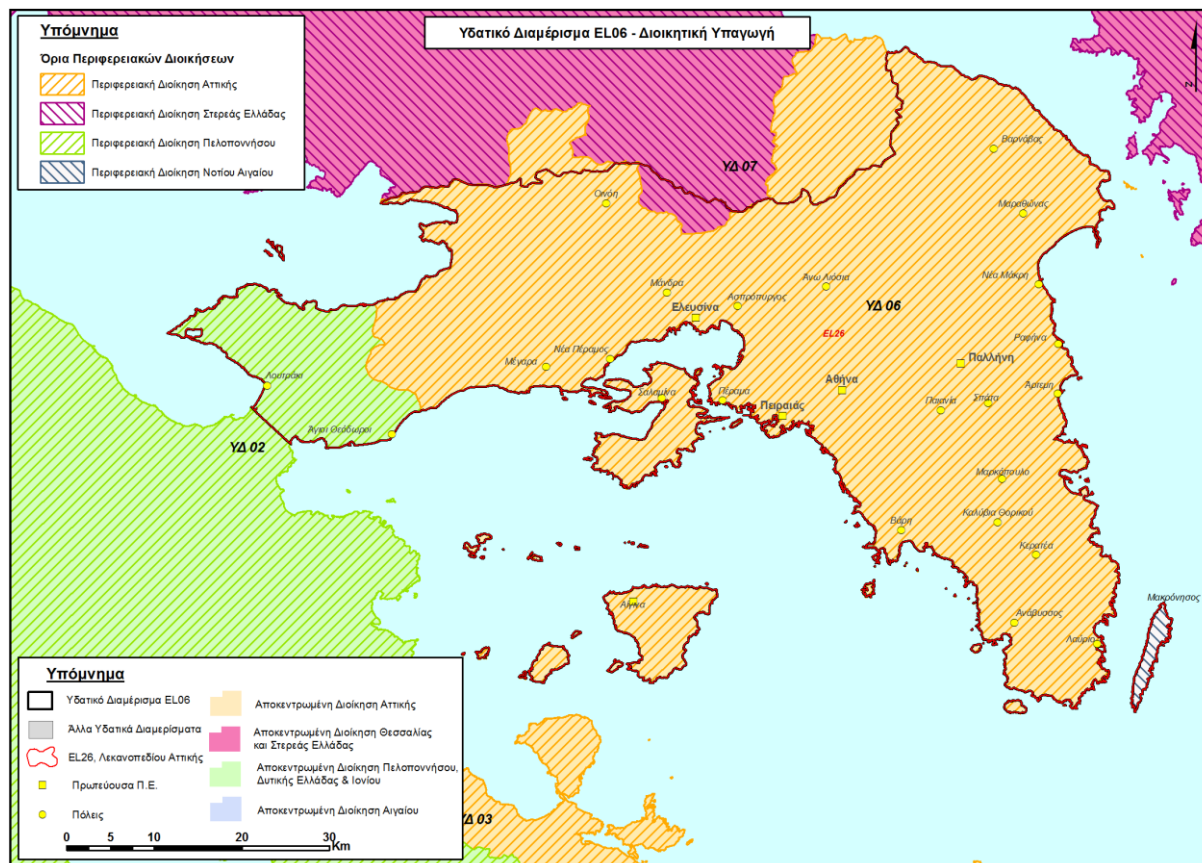 Υπόμνημα
Όρια Περιφερειακών Διοικήσεων
Περιφερειακή Διοίκηση Αττικής
Περιφερειακή Διοίκηση Στερεάς Ελλάδας
Περιφερειακή Διοίκηση Πελοποννήσου
Περιφερειακή Διοίκηση Νοτίου Αιγαίου
Υδατικό Διαμέρισμα EL06 - Διοικητική Υπαγωγή
z
Βαρνάβας
ΥΔ 07
Οινόη
Μαραθώνας
Νέα Μάκρη
Άνω Λιόσια
Μάνδρα
Ασπρόπυργος
ΥΔ 06
Ελευσίνα
EL26
Ραφήνα
Νέα Πέραμος
Μέγαρα
Παλλήνη
Λουτράκι
Αθήνα
Άρτεμη
Σαλαμίνα
Πέραμα
Παιανία
Σπάτα
Πειραιάς
Άγιοι Θεόδωροι
ΥΔ 02
Μαρκόπουλο
Βάρη
Καλύβια Θορικού
Κερατέα
Αίγινα
Μακρόνησος
Ανάβυσσος
Λαύριο
ΥΔ 03
Υπόμνημα
Υδατικό Διαμέρισμα EL06
Άλλα Υδατικά Διαμερίσματα
EL26, Λεκανοπεδίου Αττικής
Πρωτεύουσα Π.Ε.
Πόλεις
Αποκεντρωμένη Διοίκηση Αττικής
Αποκεντρωμένη Διοίκηση Θεσσαλίας
και Στερεάς Ελλάδας
Αποκεντρωμένη Διοίκηση Πελοποννήσου,
Δυτικής Ελλάδας & Ιονίου
Αποκεντρωμένη Διοίκηση Αιγαίου
0 5 10 20 30
Km